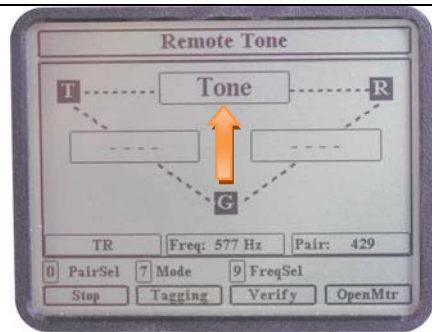 Remote Tone
T Tone R
---- ----
G
TR Freq: 577 Hz Pair: 429
0 PairSel 7 Mode 9 FreqSel
Stop Tagging Verify OpenMtr